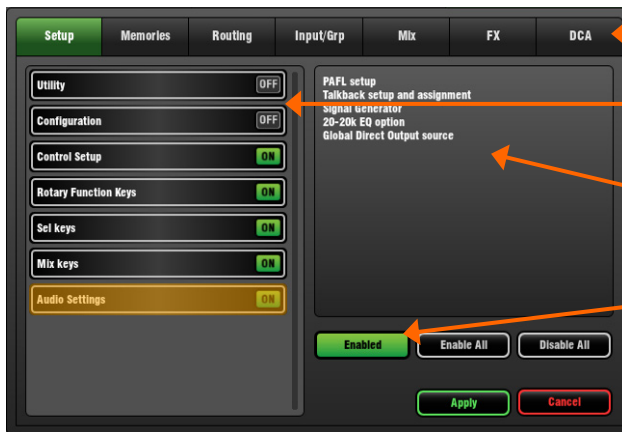 Setup Memories Routing Input/Grp Mix FX DCA
Utility OFF
Configuration OFF
Control Setup ON
Rotary Function Keys ON
Sel keys ON
Mix keys ON
Audio Settings ON
PAFL setup
Talkback setup and assignment
Signal Generator
20-20k EQ option
Global Direct Output source
Enabled Enable All Disable All
Apply Cancel